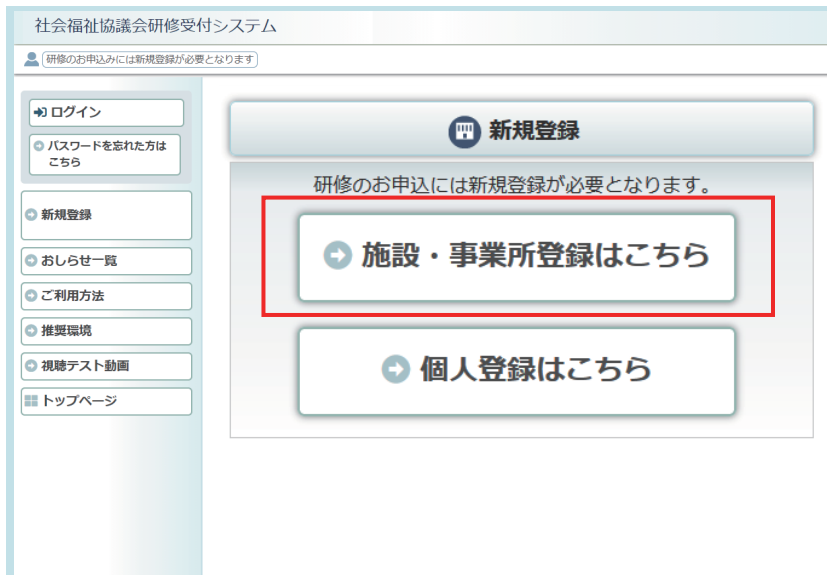 社会福祉協議会研修受付システム
研修のお申込みには新規登録が必要となります
ログイン
パスワードを忘れた方は
こちら
新規登録
おしらせ一覧
ご利用方法
推奨環境
視聴テスト動画
トップページ
新規登録
研修のお申込には新規登録が必要となります。
施設・事業所登録はこちら
個人登録はこちら